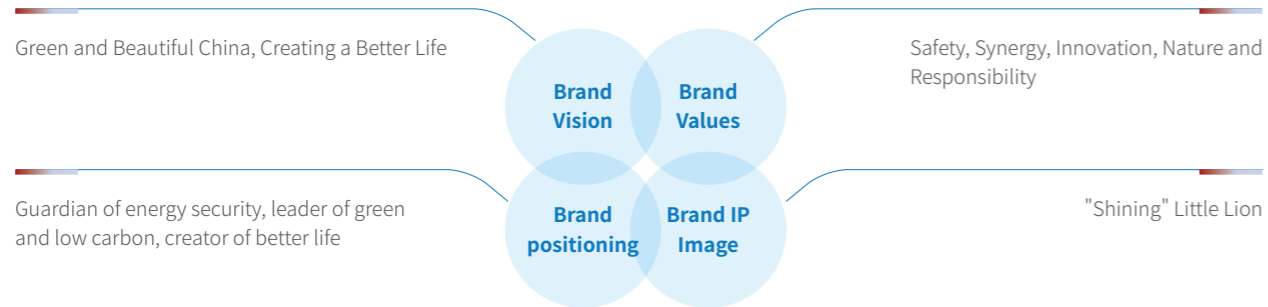 Green and Beautiful China, Creating a Better Life
Brand
Vision
Brand
Values
Safety, Synergy, Innovation, Nature and
Responsibility
Guardian of energy security, leader of green
and low carbon, creator of better life
Brand
positioning
Brand IP
Image
"Shining" Little Lion